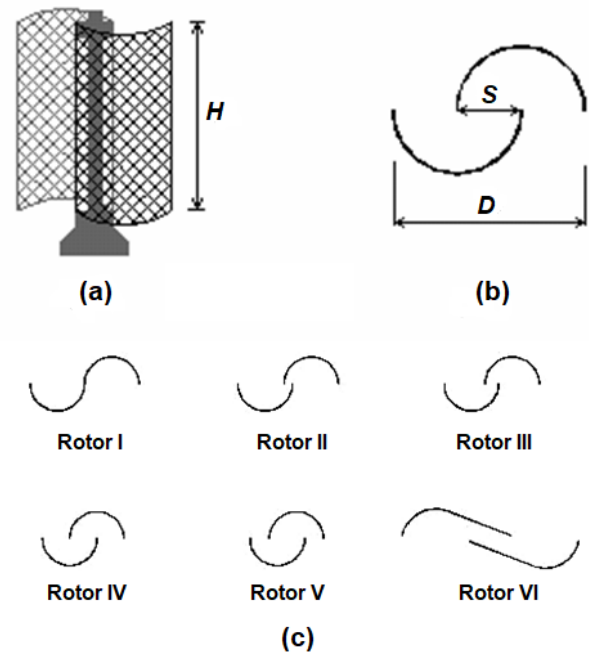 H
(a)
S
D
(b)
Rotor I
Rotor II
Rotor III
Rotor IV
Rotor V
Rotor VI
(c)